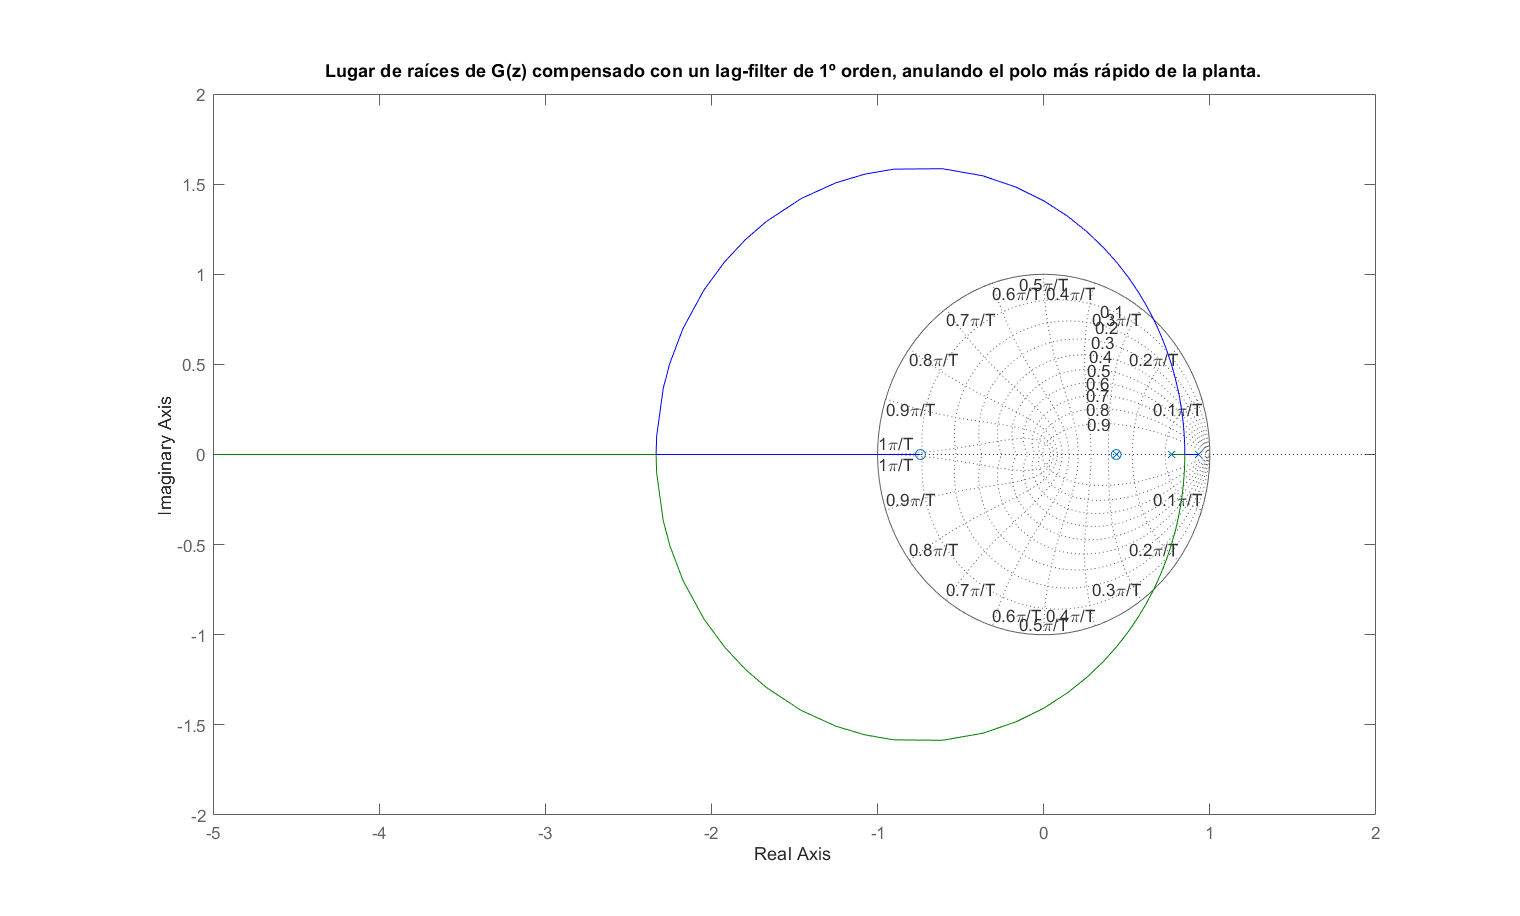 Lugar de raíces de G(z) compensado con un lag-filter de 1º orden, anulando el polo más rápido de la planta.
2
1.5
1
0.5
0
-0.5
-1
-1.5
-2
Imaginary Axis
0.5π/T
0.6π/T
0.4π/T
0.7π/T
0.3π/T
0.8π/T
0.2π/T
0.9π/T
0.1π/T
1π/T
1π/T
0.9π/T
0.1π/T
0.8π/T
0.2π/T
0.7π/T
0.3π/T
0.6π/T
0.4π/T
0.5π/T
0.1
0.2
0.3
0.4
0.5
0.6
0.7
0.8
0.9
-5
-4
-3
-2
-1
0
1
2
Real Axis